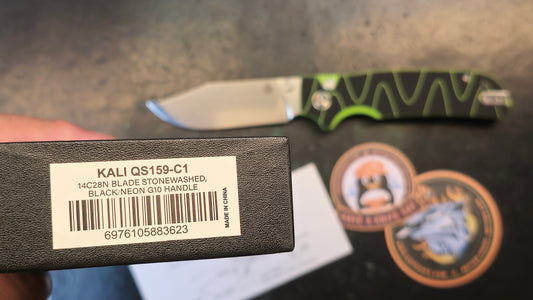 KALI QS159-C1
14C28N BLADE STONEWASHED,
BLACK/NEON G10 HANDLE
MADE IN CHINA
6976105883623